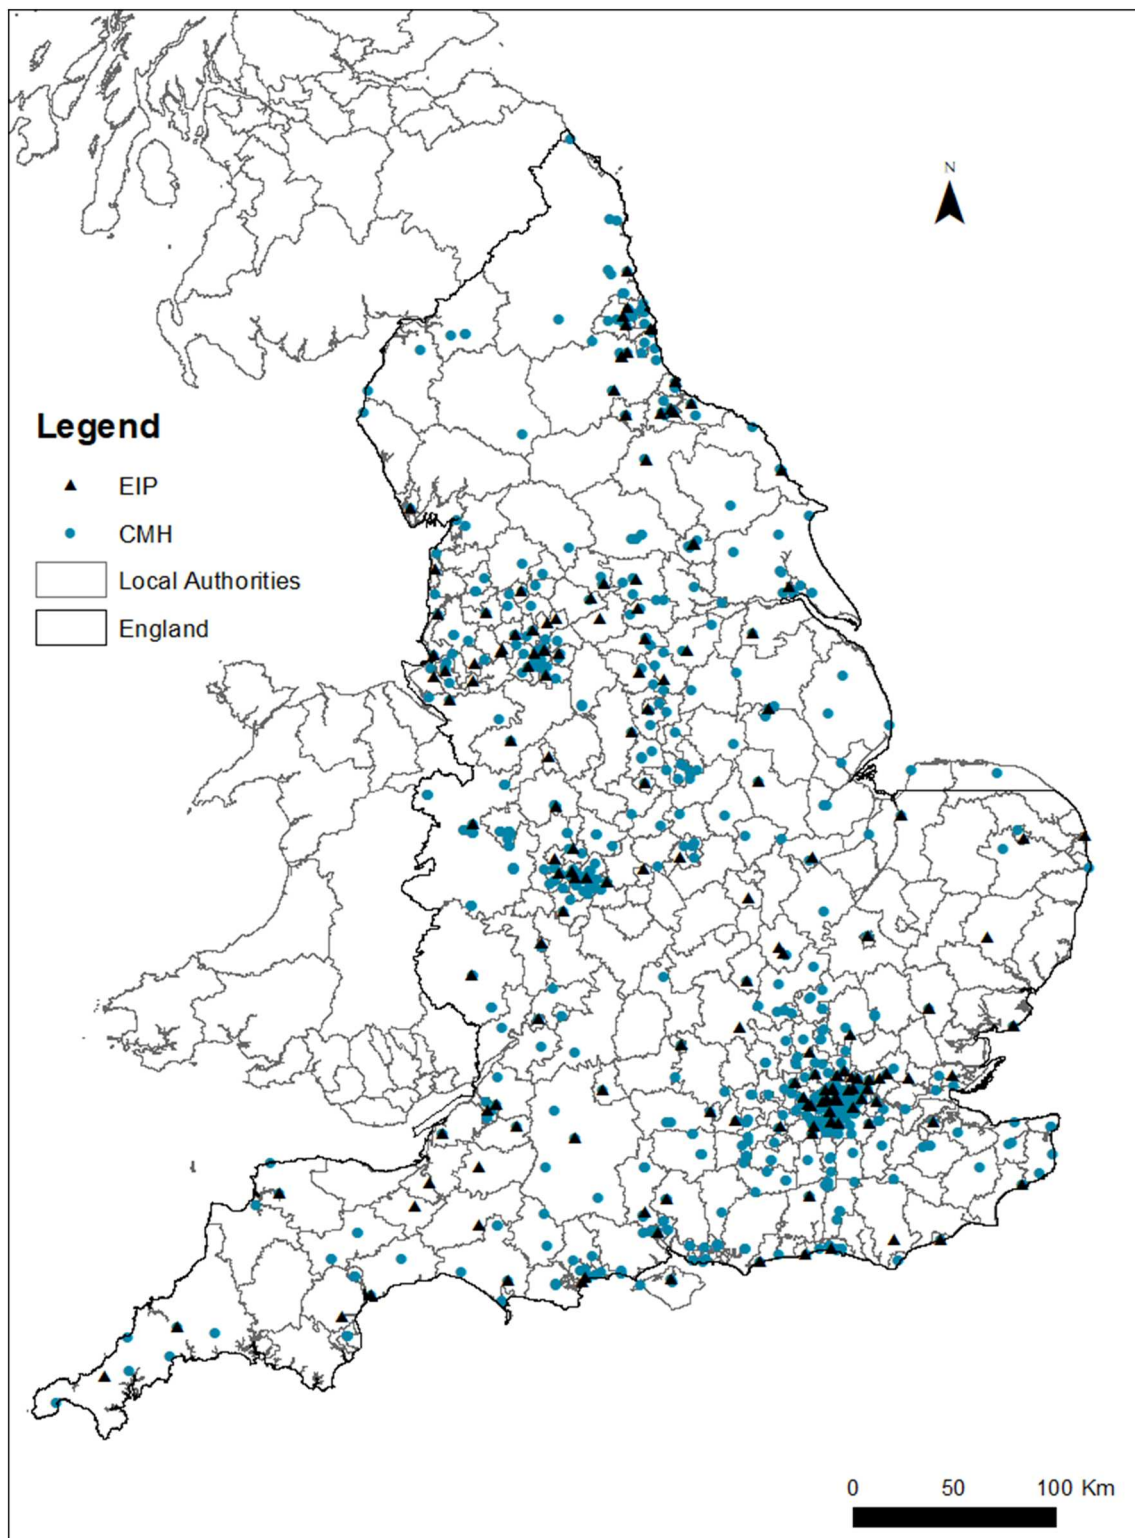 N
Legend
EIP
CMH
Local Authorities
England
0 50 100 Km